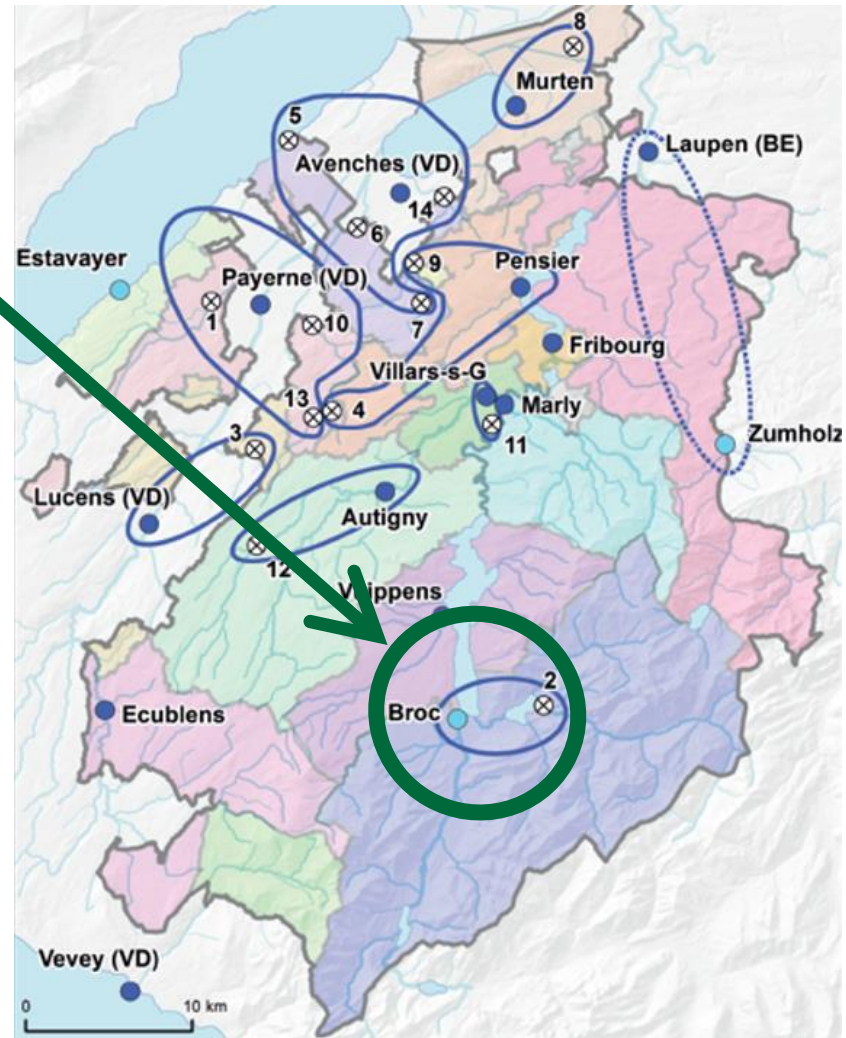 8
Murten
5
Laupen (BE)
Avenches (VD)
14
6
Estavayer
9
Pensier
Payerne (VD)
1
10
7
Fribourg
Villars-s-G
13
4
Marly
3
11
Zumholz
Lucens (VD)
Autigny
12
Vuippens
2
Broc
Ecublens
Vevey (VD)
0
10 km